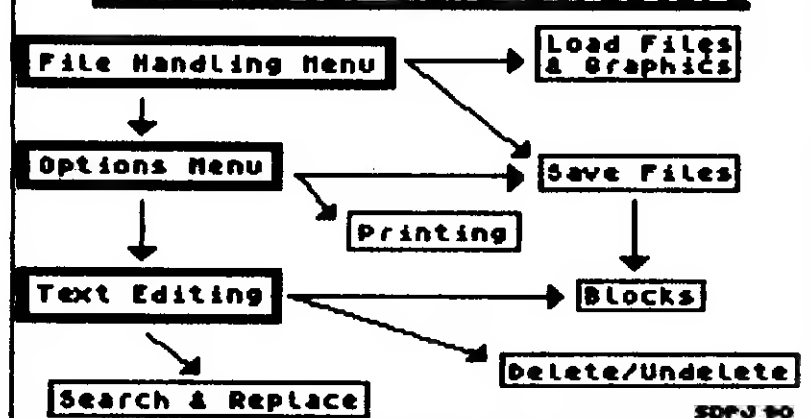 File Handling Menu
Load Files
& Graphics
Options Menu
Save Files
Printing
Text Editing
Blocks
Delete/Undelete
Search & Replace
SDPJ 90